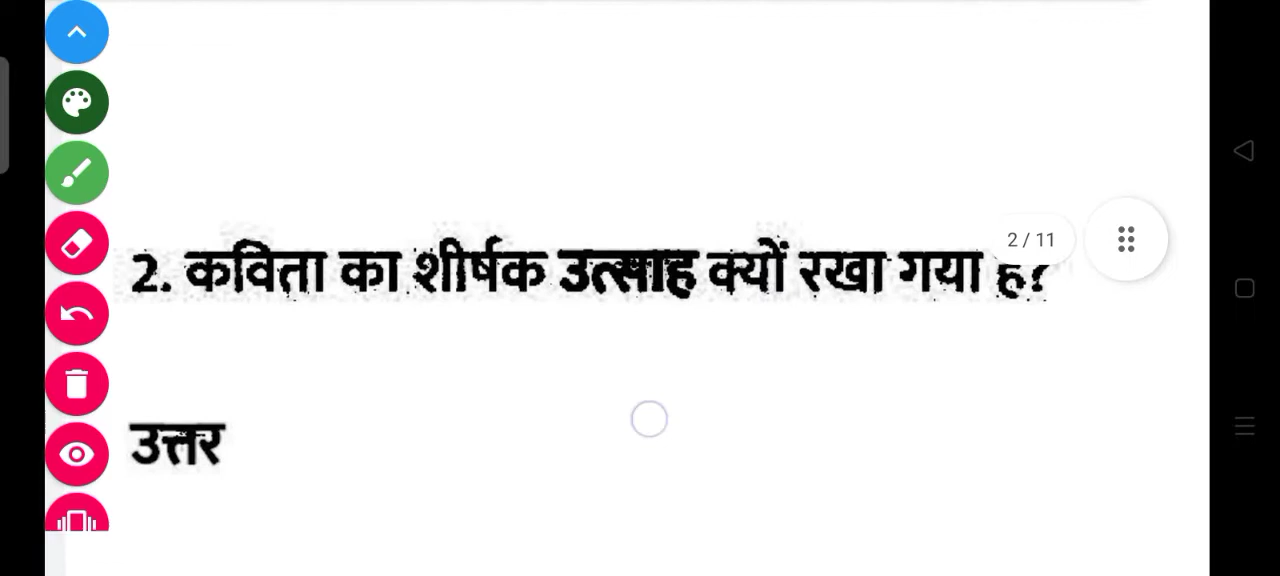 2. कविता का शीर्षक उत्साह क्यों रखा गया है?
2 / 11
उत्तर